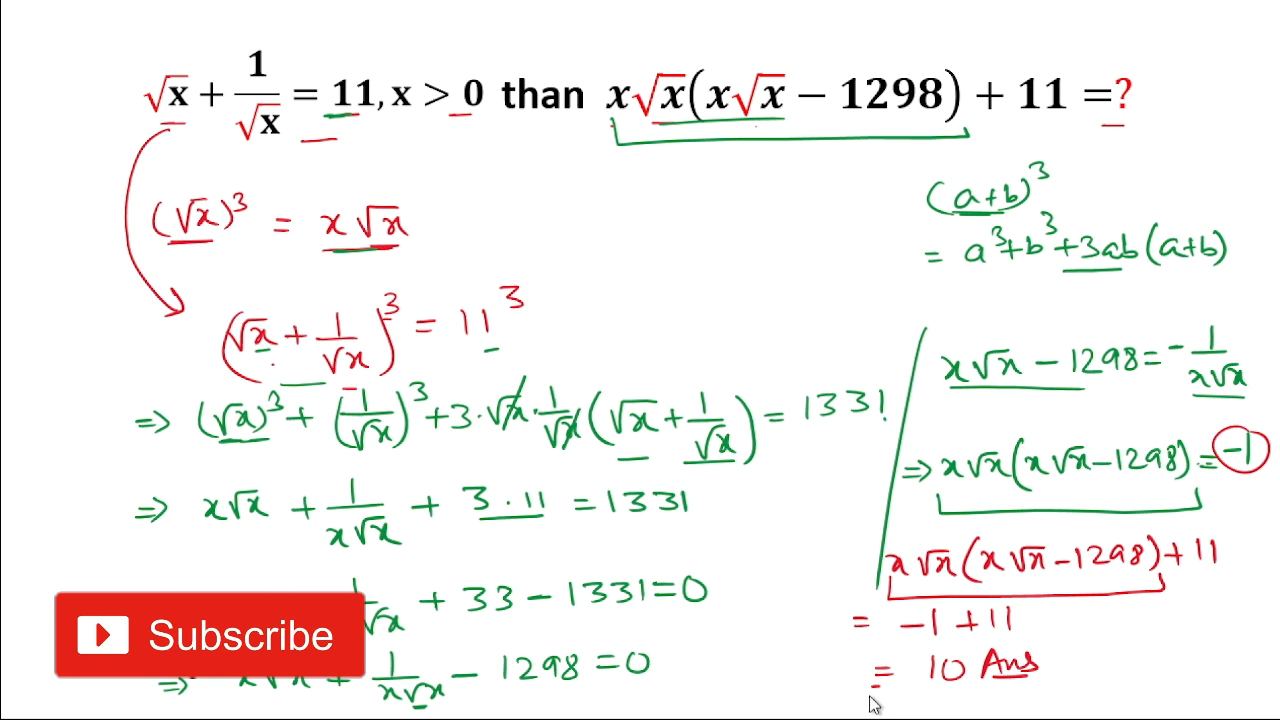 √x + 1/√x = 11, x > 0 than x√x(x√x − 1298) + 11 =?
(√x)³ = x√x
(√x + 1/√x)³ = 11³
⇒ (√x)³ + (1/√x)³ + 3·√x·1/√x (√x + 1/√x) = 1331
⇒ x√x + 1/x√x + 3·11 = 1331
+ 33 − 1331 = 0
1/x√x − 1298 = 0
Subscribe
(a+b)³
= a³+b³+3ab(a+b)
x√x − 1298 = − 1/x√x
⇒ x√x(x√x−1298) = −1
x√x(x√x−1298)+11
= −1+11
= 10 Ans